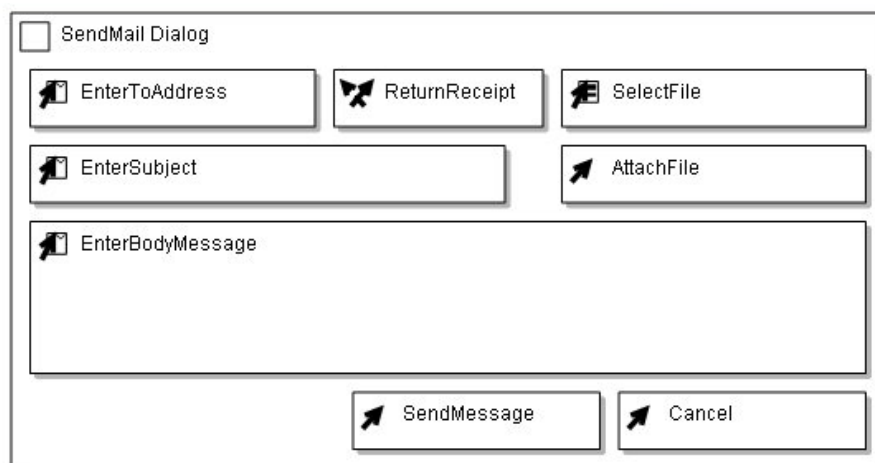 SendMail Dialog
EnterToAddress
ReturnReceipt
SelectFile
EnterSubject
AttachFile
EnterBodyMessage
SendMessage
Cancel